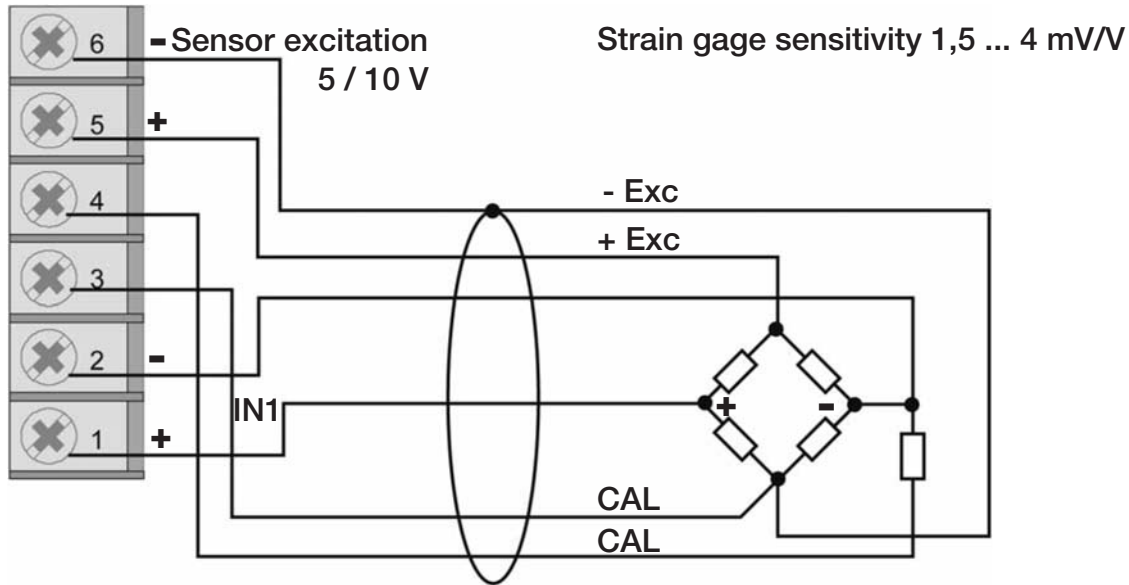 6
- Sensor excitation
5 / 10 V
Strain gage sensitivity 1,5 ... 4 mV/V
5
+
4
- Exc
+ Exc
3
2
-
IN1
+
-
1
+
CAL
CAL